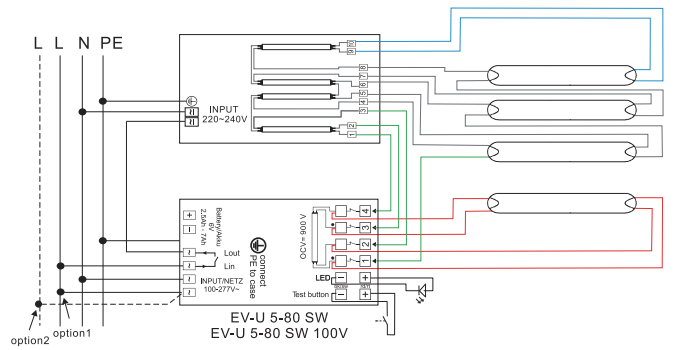 L L N PE
INPUT
220~240V
10
9
8
7
6
5
4
3
2
1
Battery/Akku
6V
2,5Ah - 7Ah
+
−
~
~
~
~
Lout
Lin
INPUT/NETZ
100-277V~
connect
PE to case
OCV= 900 V
4
3
2
1
LED
− +
Test button
− +
option2
option1
EV-U 5-80 SW
EV-U 5-80 SW 100V